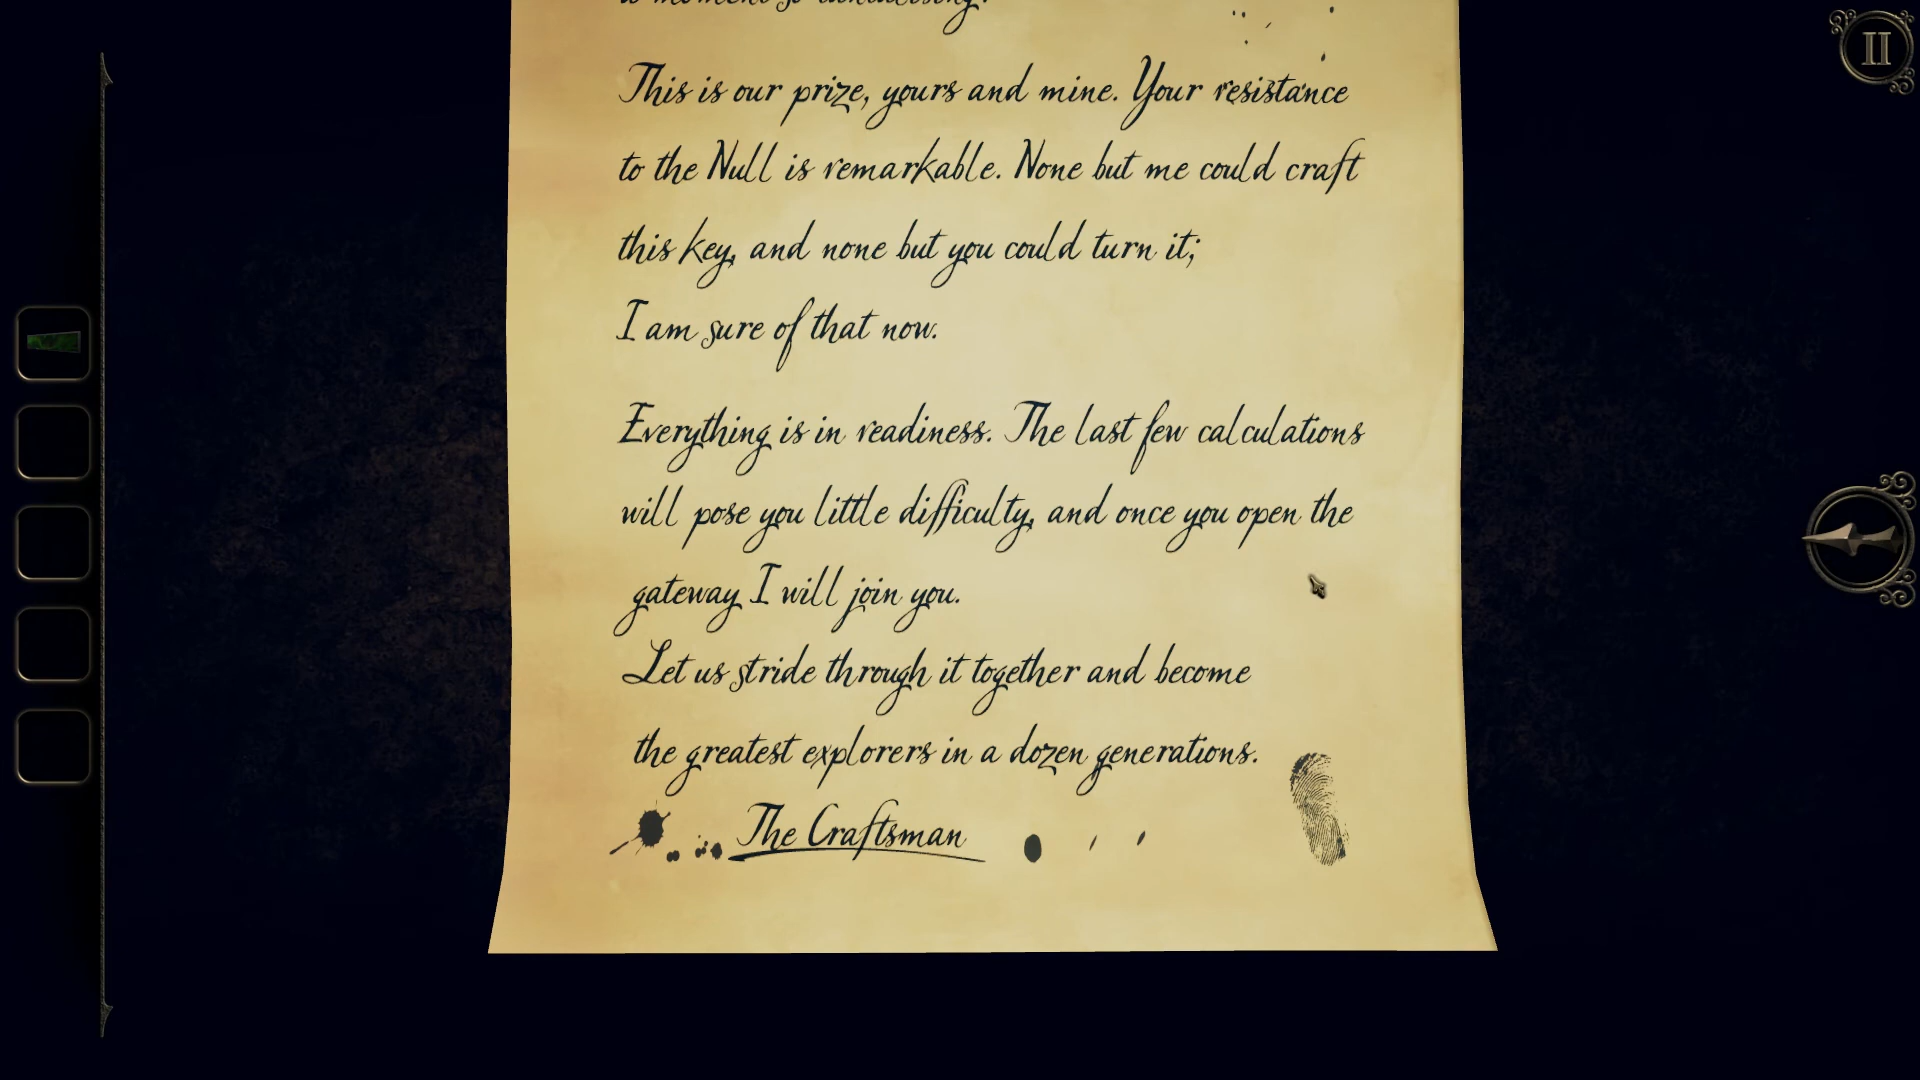 This is our prize, yours and mine. Your resistance
to the Null is remarkable. None but me could craft
this key, and none but you could turn it;
I am sure of that now.
Everything is in readiness. The last few calculations
will pose you little difficulty, and once you open the
gateway I will join you.
Let us stride through it together and become
the greatest explorers in a dozen generations.
The Craftsman